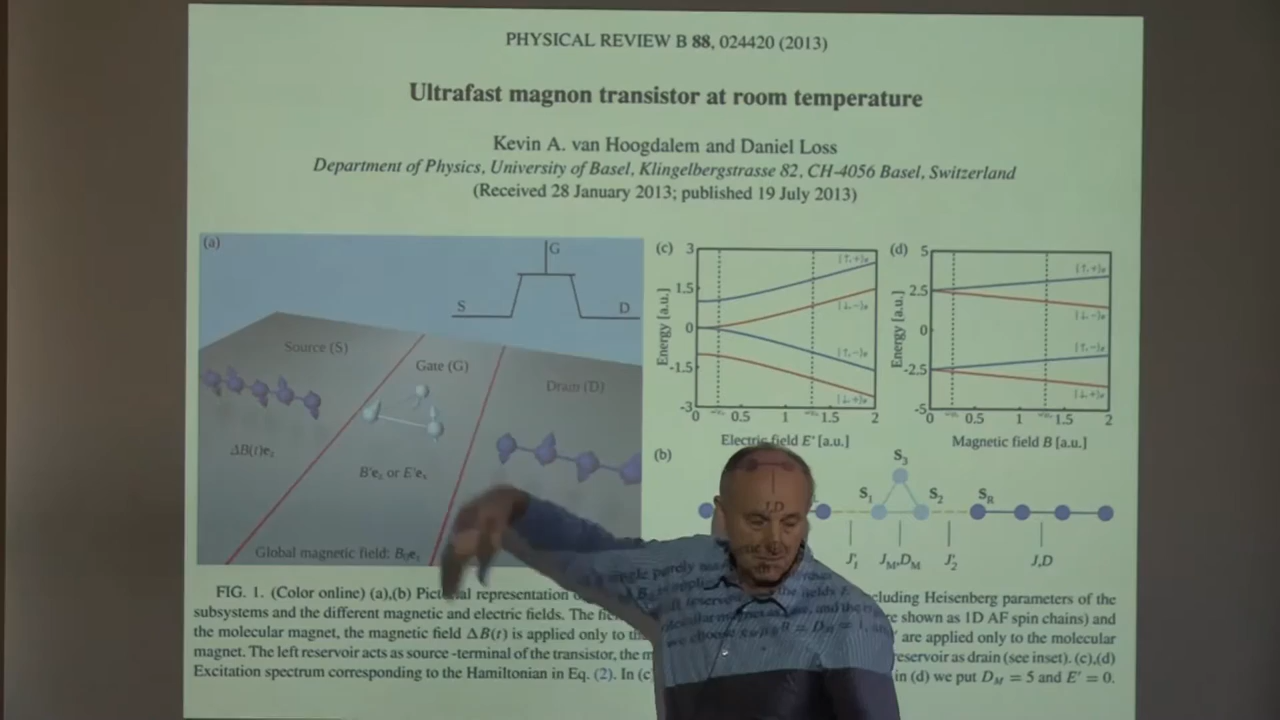 PHYSICAL REVIEW B 88, 024420 (2013)
Ultrafast magnon transistor at room temperature
Kevin A. van Hoogdalem and Daniel Loss
Department of Physics, University of Basel, Klingelbergstrasse 82, CH-4056 Basel, Switzerland
(Received 28 January 2013; published 19 July 2013)
(a)
G
S
D
Source (S)
Gate (G)
Drain (D)
ΔB(t)e_z
B'e_z or E'e_x
Global magnetic field: B_0e_z
(c)
3
1.5
0
-1.5
-3
Energy [a.u.]
0 0.5 1 1.5 2
Electric field E' [a.u.]
(d)
5
2.5
0
-2.5
-5
Energy [a.u.]
0 0.5 1 1.5 2
Magnetic field B [a.u.]
(b)
S_3
S_1
S_2
S_R
J,D
J'_1
J_M,D_M
J'_2
J,D
FIG. 1. (Color online) (a),(b) representation
cluding Heisenberg parameters of the
subsystems and the different magnetic and electric fields. The
shown as 1D AF spin chains) and
the molecular magnet, the magnetic field ΔB(t) is applied only to
are applied only to the molecular
magnet. The left reservoir acts as source -terminal of the transistor, the
reservoir as drain (see inset). (c),(d)
Excitation spectrum corresponding to the Hamiltonian in Eq. (2). In
in (d) we put D_M = 5 and E' = 0.